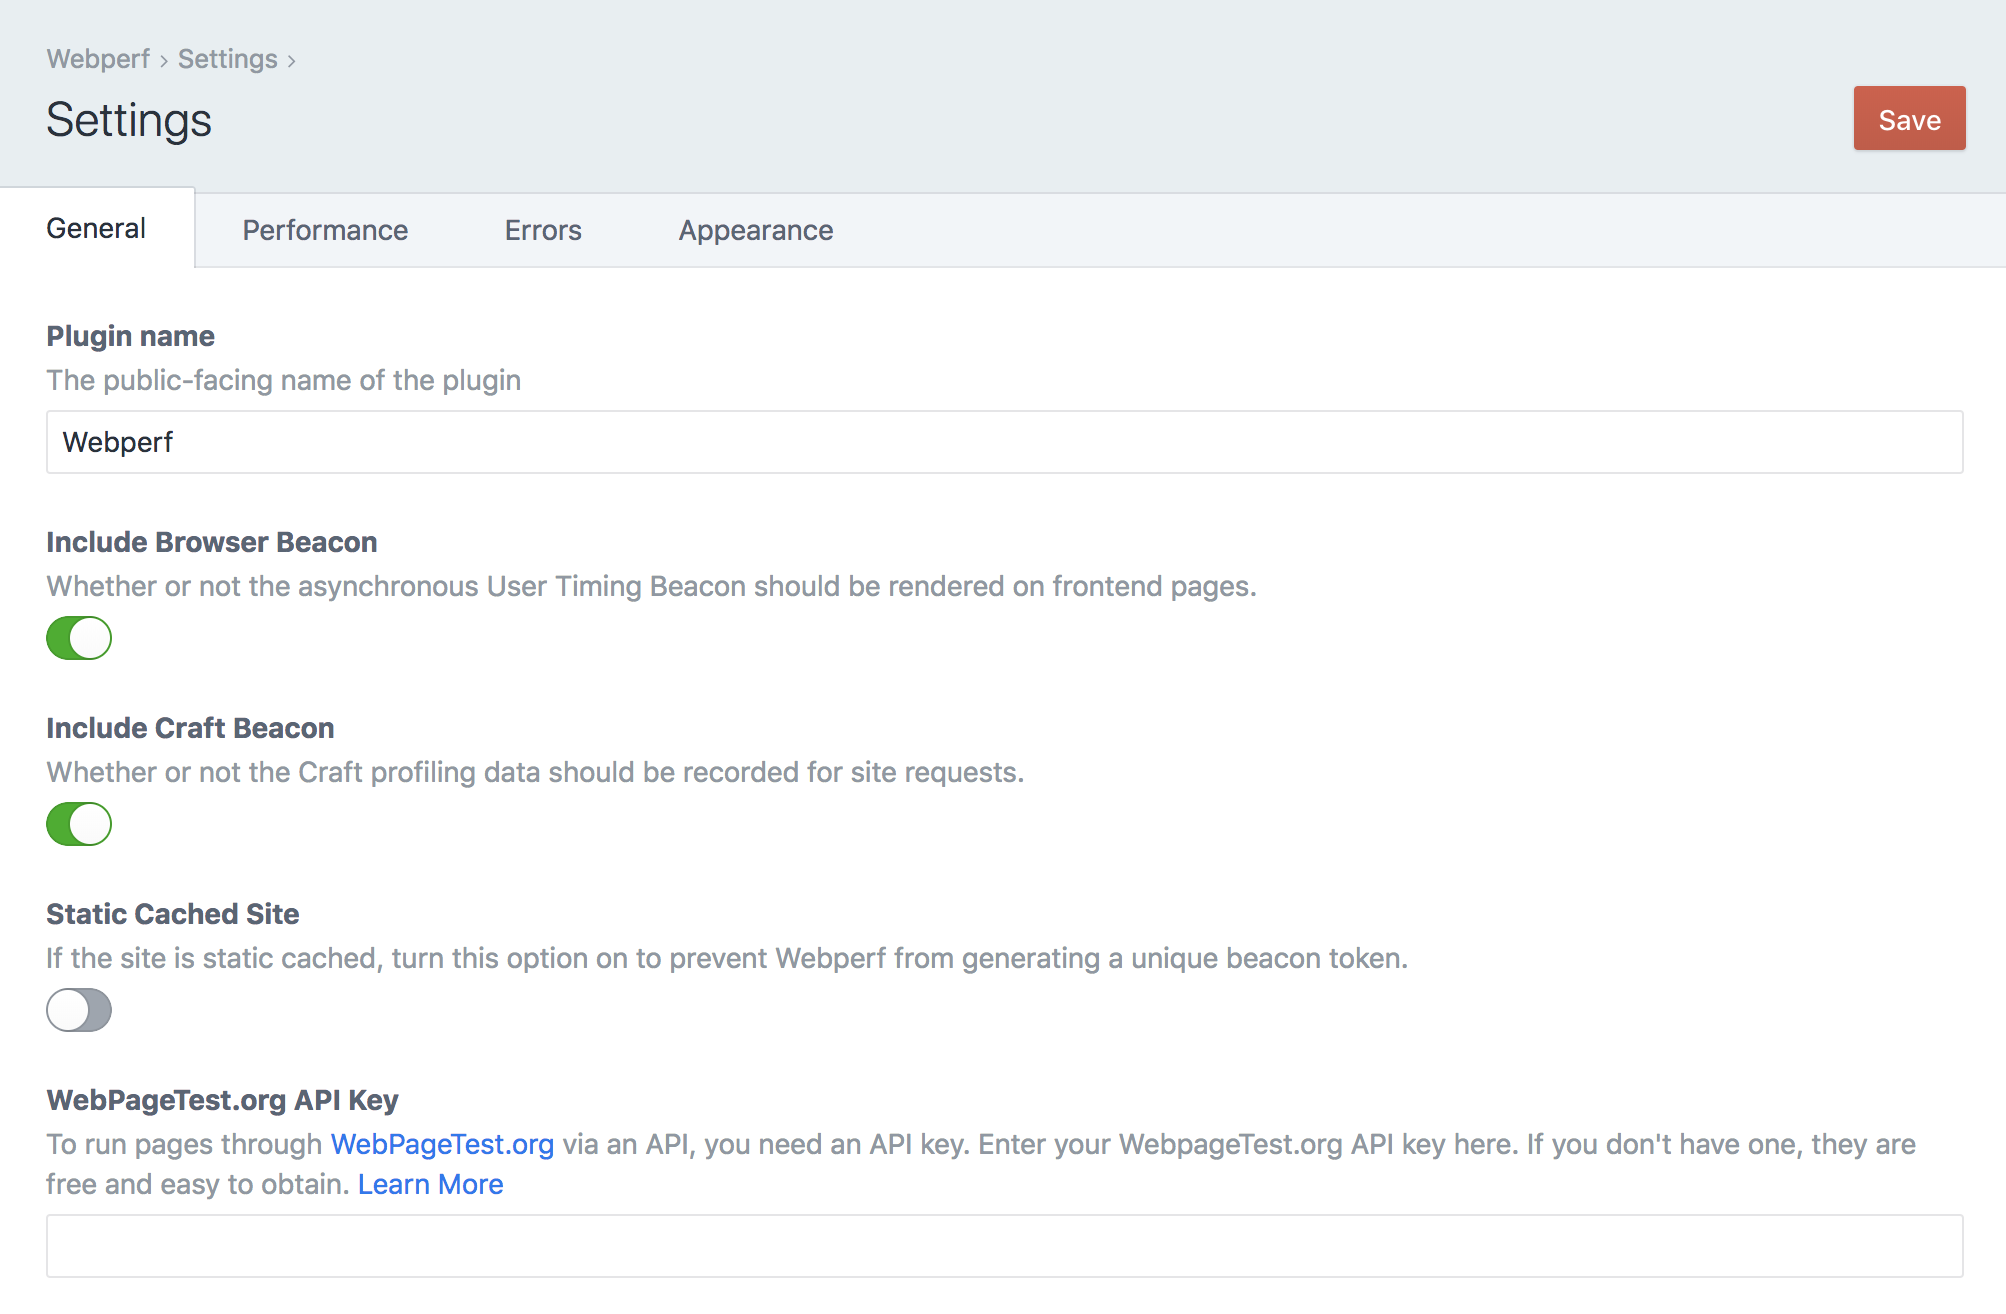 Webperf › Settings ›
Settings
Save
General
Performance
Errors
Appearance
Plugin name
The public-facing name of the plugin
Webperf
Include Browser Beacon
Whether or not the asynchronous User Timing Beacon should be rendered on frontend pages.
Include Craft Beacon
Whether or not the Craft profiling data should be recorded for site requests.
Static Cached Site
If the site is static cached, turn this option on to prevent Webperf from generating a unique beacon token.
WebPageTest.org API Key
To run pages through WebPageTest.org via an API, you need an API key. Enter your WebpageTest.org API key here. If you don't have one, they are
free and easy to obtain. Learn More